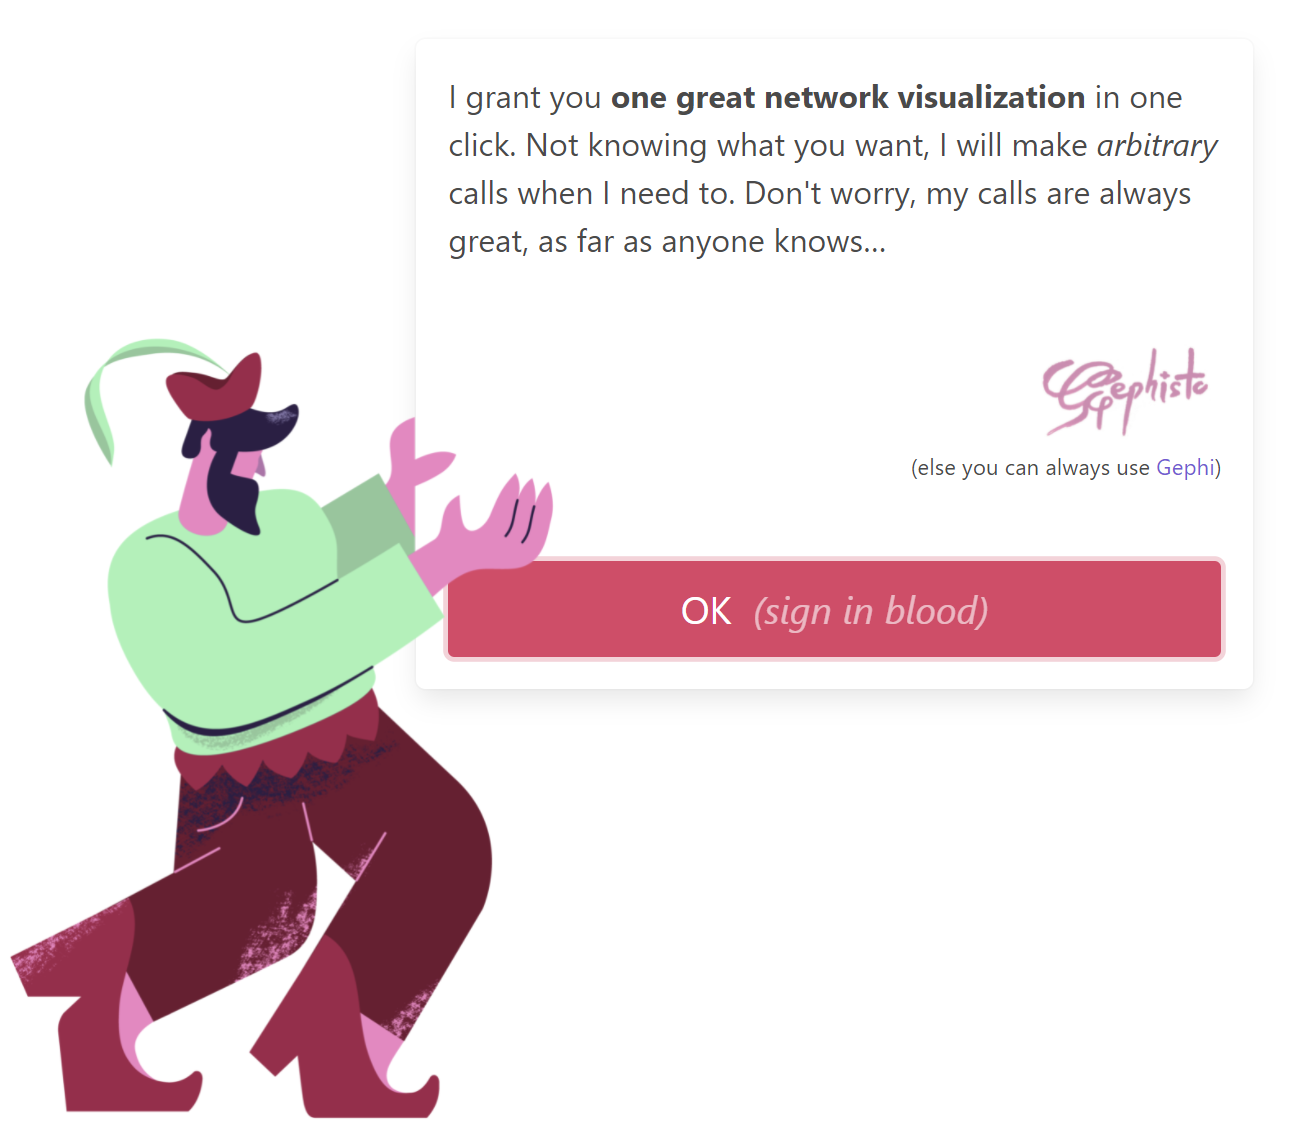 I grant you one great network visualization in one
click. Not knowing what you want, I will make arbitrary
calls when I need to. Don't worry, my calls are always
great, as far as anyone knows...
Gephisto
(else you can always use Gephi)
OK (sign in blood)